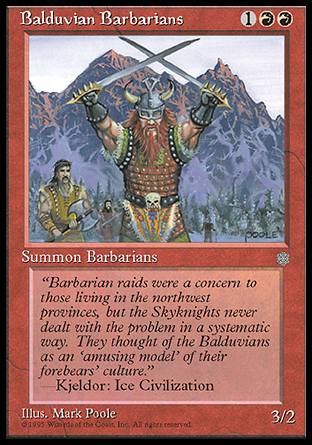 Balduvian Barbarians 1
POOLE
Summon Barbarians
“Barbarian raids were a concern to
those living in the northwest
provinces, but the Skyknights never
dealt with the problem in a systematic
way. They thought of the Balduvians
as an ‘amusing model’ of their
forebears’ culture.”
—Kjeldor: Ice Civilization
Illus. Mark Poole
3/2
© 1995 Wizards of the Coast, Inc. All rights reserved.